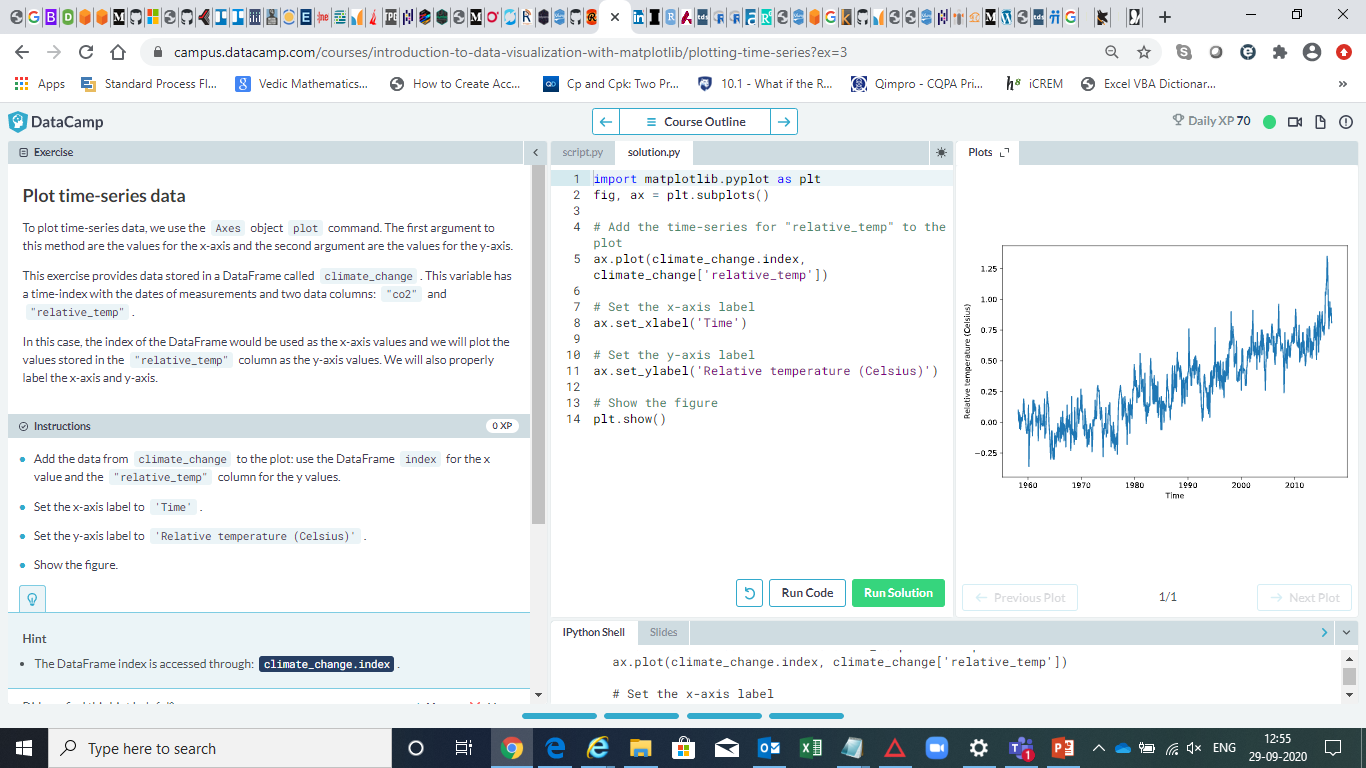 campus.datacamp.com/courses/introduction-to-data-visualization-with-matplotlib/plotting-time-series?ex=3
Apps Standard Process Fl... Vedic Mathematics... How to Create Acc... Cp and Cpk: Two Pr... 10.1 - What if the R... Qimpro - CQPA Pri... iCREM Excel VBA Dictionar... »
DataCamp
Course Outline
Daily XP 70
Exercise
Plot time-series data
To plot time-series data, we use the Axes object plot command. The first argument to
this method are the values for the x-axis and the second argument are the values for the y-axis.
This exercise provides data stored in a DataFrame called climate_change . This variable has
a time-index with the dates of measurements and two data columns: "co2" and
"relative_temp" .
In this case, the index of the DataFrame would be used as the x-axis values and we will plot the
values stored in the "relative_temp" column as the y-axis values. We will also properly
label the x-axis and y-axis.
Instructions
0 XP
Add the data from climate_change to the plot: use the DataFrame index for the x
value and the "relative_temp" column for the y values.
Set the x-axis label to 'Time' .
Set the y-axis label to 'Relative temperature (Celsius)' .
Show the figure.
Hint
• The DataFrame index is accessed through: climate_change.index .
script.py solution.py
1 import matplotlib.pyplot as plt
2 fig, ax = plt.subplots()
3
4 # Add the time-series for "relative_temp" to the
plot
5 ax.plot(climate_change.index,
climate_change['relative_temp'])
6
7 # Set the x-axis label
8 ax.set_xlabel('Time')
9
10 # Set the y-axis label
11 ax.set_ylabel('Relative temperature (Celsius)')
12
13 # Show the figure
14 plt.show()
Run Code
Run Solution
IPython Shell Slides
ax.plot(climate_change.index, climate_change['relative_temp'])
# Set the x-axis label
Plots
Relative temperature (Celsius)
1.25
1.00
0.75
0.50
0.25
0.00
−0.25
1960 1970 1980 1990 2000 2010
Time
Previous Plot
1/1
Next Plot
Type here to search
ENG
12:55
29-09-2020